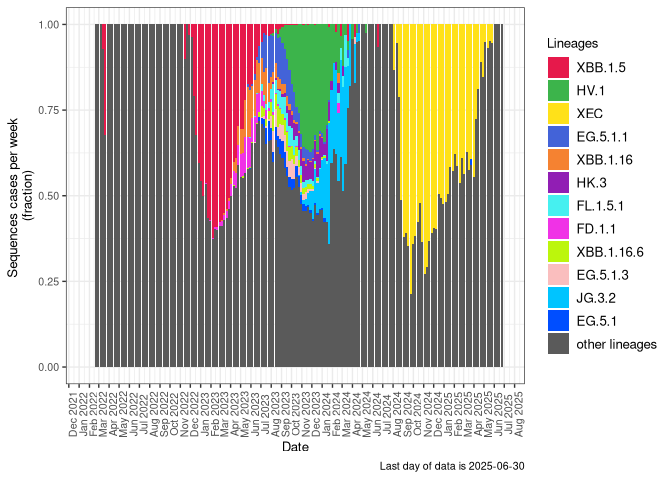 1.00
0.75
0.50
0.25
0.00
Sequences cases per week
(fraction)
Dec 2021
Jan 2022
Feb 2022
Mar 2022
Apr 2022
May 2022
Jun 2022
Jul 2022
Aug 2022
Sep 2022
Oct 2022
Nov 2022
Dec 2022
Jan 2023
Feb 2023
Mar 2023
Apr 2023
May 2023
Jun 2023
Jul 2023
Aug 2023
Sep 2023
Oct 2023
Nov 2023
Dec 2023
Jan 2024
Feb 2024
Mar 2024
Apr 2024
May 2024
Jun 2024
Jul 2024
Aug 2024
Sep 2024
Oct 2024
Nov 2024
Dec 2024
Jan 2025
Feb 2025
Mar 2025
Apr 2025
May 2025
Jun 2025
Jul 2025
Aug 2025
Date
Lineages
XBB.1.5
HV.1
XEC
EG.5.1.1
XBB.1.16
HK.3
FL.1.5.1
FD.1.1
XBB.1.16.6
EG.5.1.3
JG.3.2
EG.5.1
other lineages
Last day of data is 2025-06-30